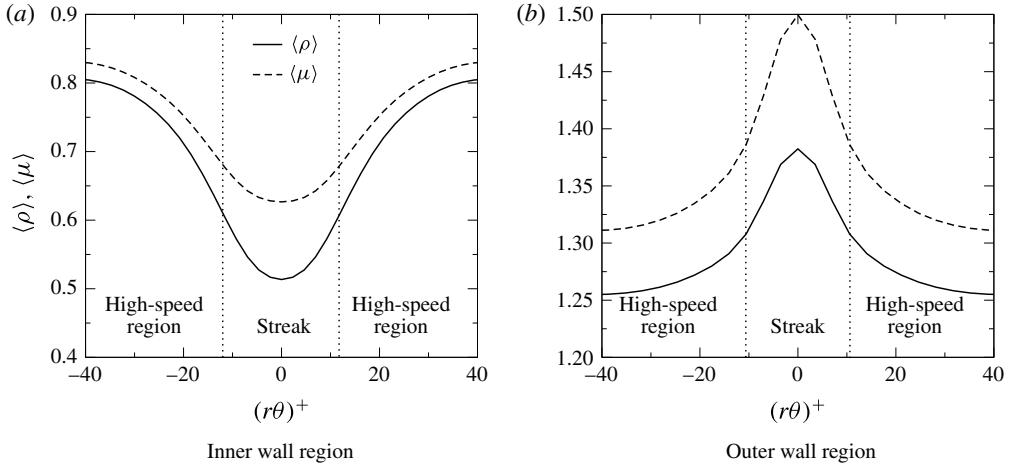 (a)
0.9
0.8
0.7
0.6
0.5
0.4
⟨ρ⟩, ⟨μ⟩
⟨ρ⟩
⟨μ⟩
High-speed
region
Streak
High-speed
region
−40
−20
0
20
40
(rθ)⁺
Inner wall region
(b)
1.50
1.45
1.40
1.35
1.30
1.25
1.20
High-speed
region
Streak
High-speed
region
−40
−20
0
20
40
(rθ)⁺
Outer wall region